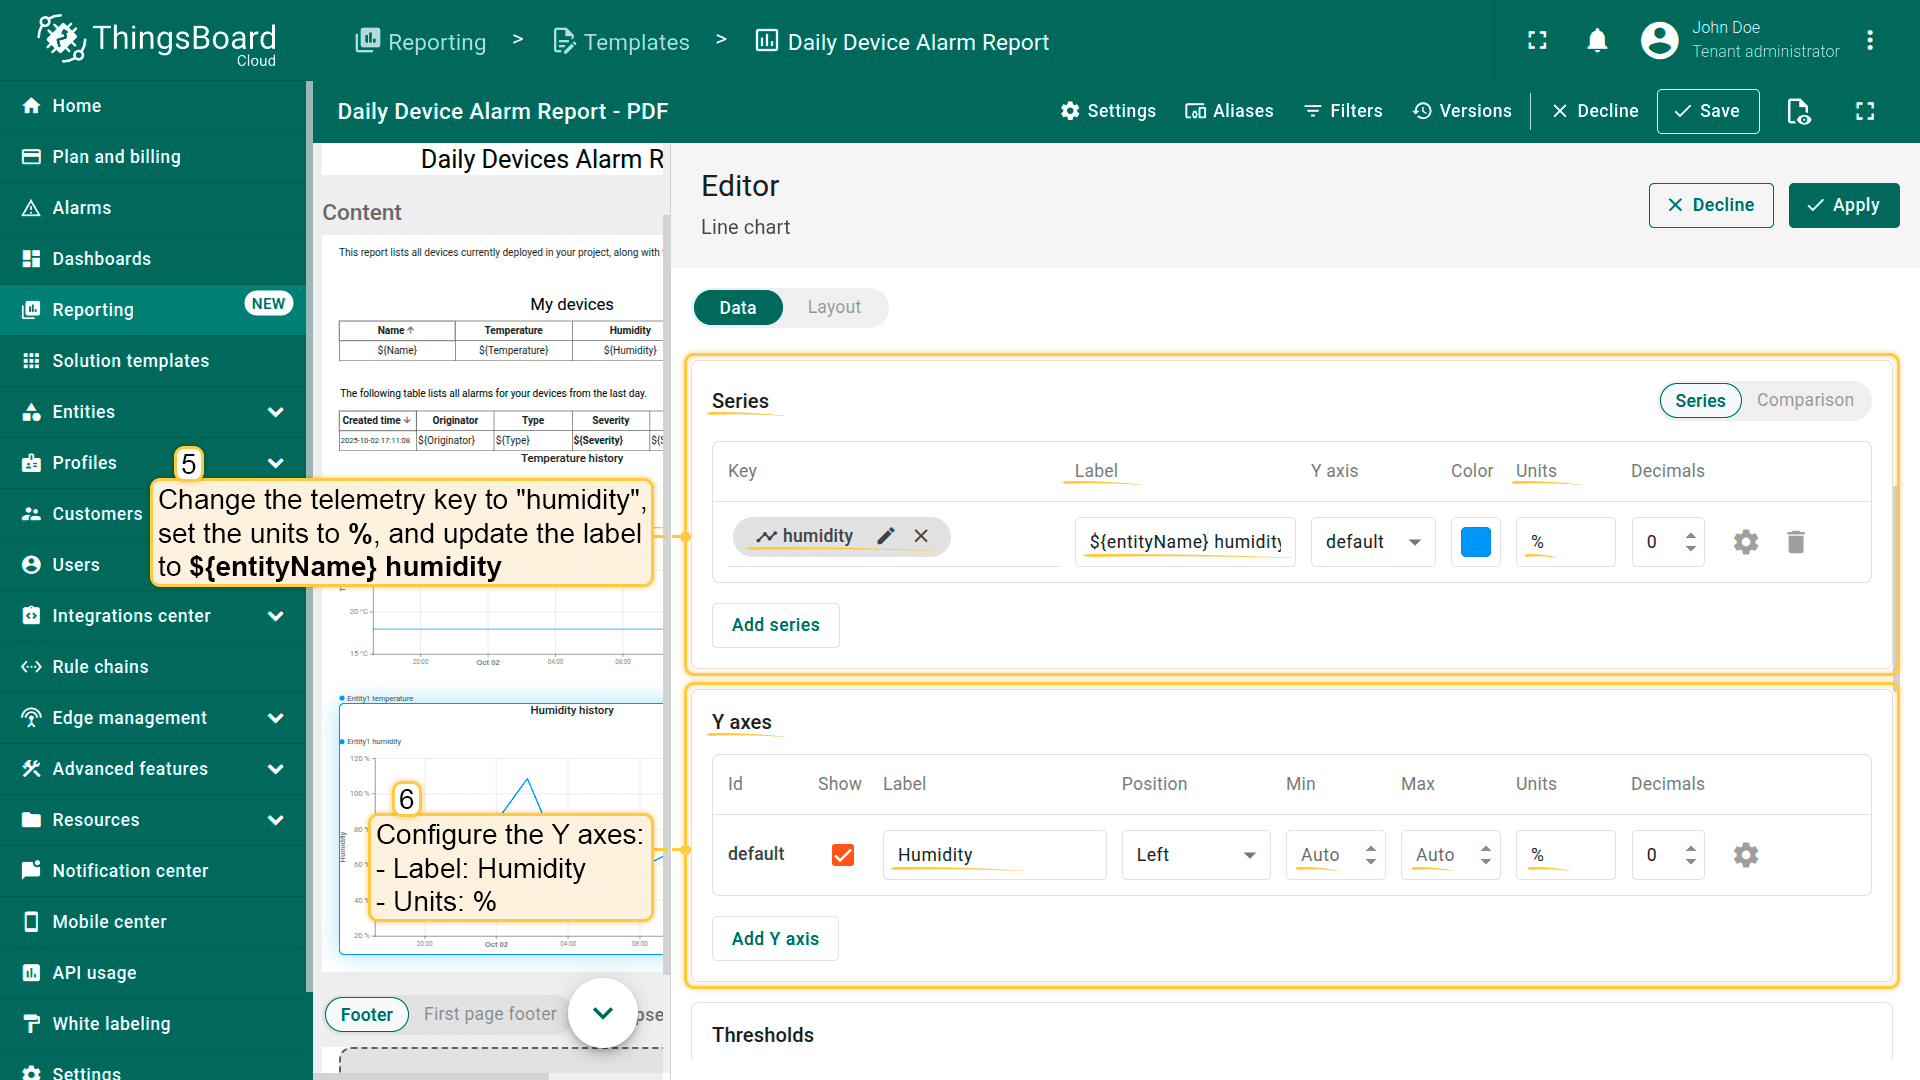 ThingsBoard
Cloud
Reporting > Templates > Daily Device Alarm Report
John Doe
Tenant administrator
Home
Plan and billing
Alarms
Dashboards
Reporting NEW
Solution templates
Entities
Profiles
Customers
Users
Integrations center
Rule chains
Edge management
Advanced features
Resources
Notification center
Mobile center
API usage
White labeling
Settings
Daily Device Alarm Report - PDF
Settings Aliases Filters Versions Decline Save
Daily Devices Alarm R
Content
This report lists all devices currently deployed in your project, along with
My devices
Name Temperature Humidity
${Name} ${Temperature} ${Humidity}
The following table lists all alarms for your devices from the last day.
Created time Originator Type Severity
2025-10-02 17:11:08 ${Originator} ${Type} ${Severity} ${S
Temperature history
5
Change the telemetry key to "humidity",
set the units to %, and update the label
to ${entityName} humidity
20 °C
15 °C
20:00 Oct 02 04:00 08:00
Entity1 temperature
Humidity history
Entity1 humidity
120 %
100 %
80 %
60 %
40 %
20 %
Humidity
20:00 Oct 02 04:00 08:00
6
Configure the Y axes:
- Label: Humidity
- Units: %
Footer First page footer pse
Editor
Line chart
Decline Apply
Data Layout
Series
Series Comparison
Key Label Y axis Color Units Decimals
humidity ${entityName} humidity default % 0
Add series
Y axes
Id Show Label Position Min Max Units Decimals
default Humidity Left Auto Auto % 0
Add Y axis
Thresholds